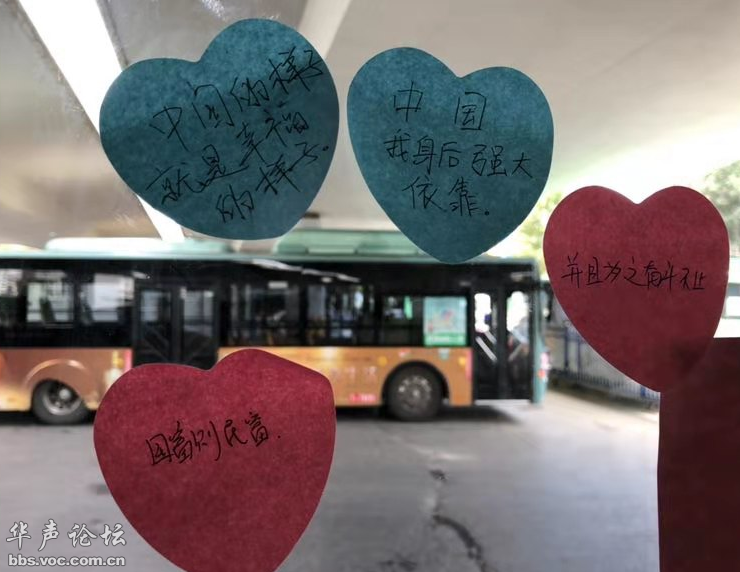 中国的样子
就是幸福
的样子.
中国
我身后强大
依靠.
并且为之奋斗不止
国富则民富.
华声论坛
bbs.voc.com.cn